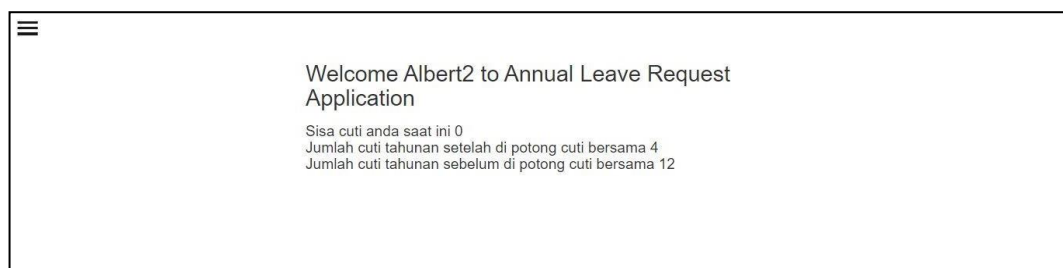 Welcome Albert2 to Annual Leave Request
Application
Sisa cuti anda saat ini 0
Jumlah cuti tahunan setelah di potong cuti bersama 4
Jumlah cuti tahunan sebelum di potong cuti bersama 12